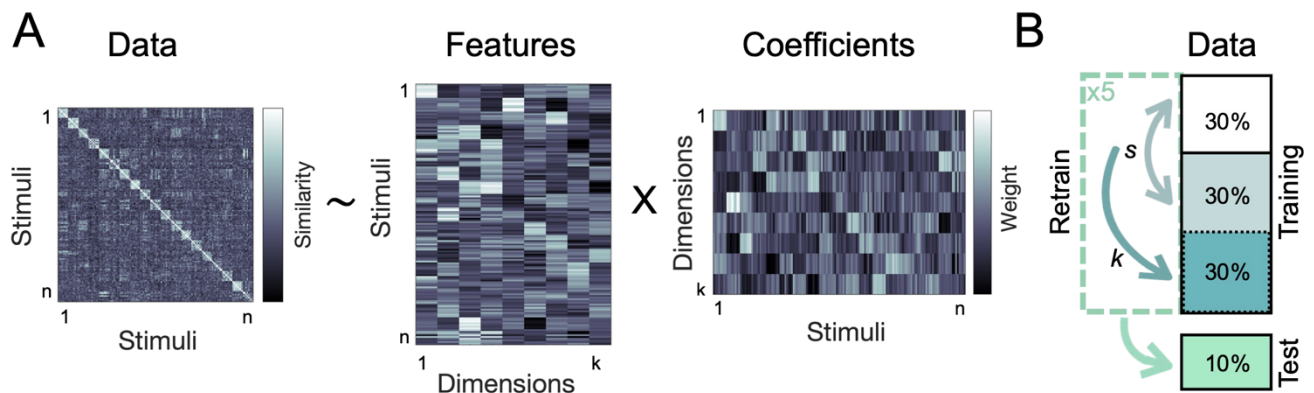 A
Data
Features
Coefficients
B
Data
1
Stimuli
n
1
n
Stimuli
Similarity
~
1
Stimuli
n
1
k
Dimensions
X
1
Dimensions
k
1
n
Stimuli
Weight
x5
Retrain
s
k
30%
30%
30%
Training
10%
Test